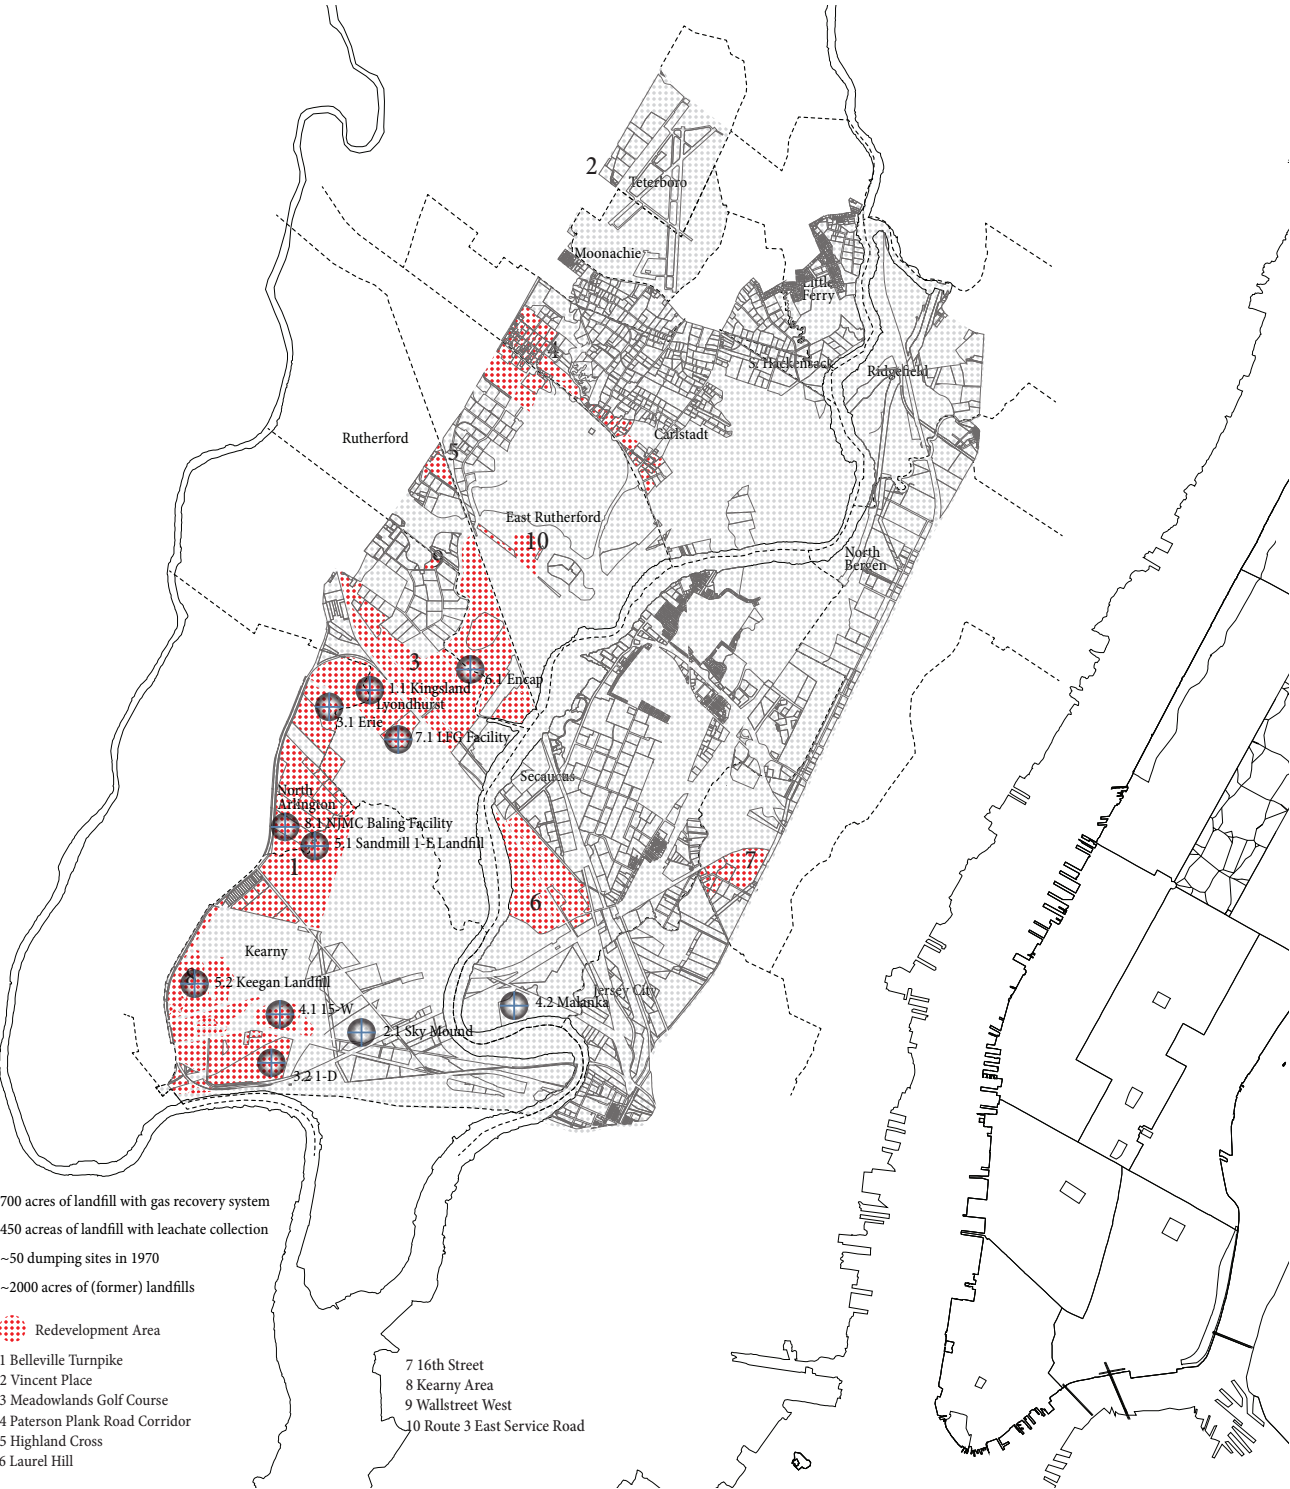 2
Teterboro
Moonachie
Little
Ferry
4
S. Hackensack
Ridgefield
Rutherford
Carlstadt
5
East Rutherford
10
9
North
Bergen
3
6.1 Encap
1.1 Kingsland
Lyondhurst
3.1 Erie
7.1 LFG Facility
Secaucus
North
Arlington
8.1 NJMC Baling Facility
5.1 Sandmill 1-E Landfill
1
7
6
Kearny
8
5.2 Keegan Landfill
Jersey City
4.2 Malanka
4.1 15-W
2.1 Sky Mound
3.2 1-D
700 acres of landfill with gas recovery system
450 acreas of landfill with leachate collection
~50 dumping sites in 1970
~2000 acres of (former) landfills
Redevelopment Area
1 Belleville Turnpike
2 Vincent Place
3 Meadowlands Golf Course
4 Paterson Plank Road Corridor
5 Highland Cross
6 Laurel Hill
7 16th Street
8 Kearny Area
9 Wallstreet West
10 Route 3 East Service Road